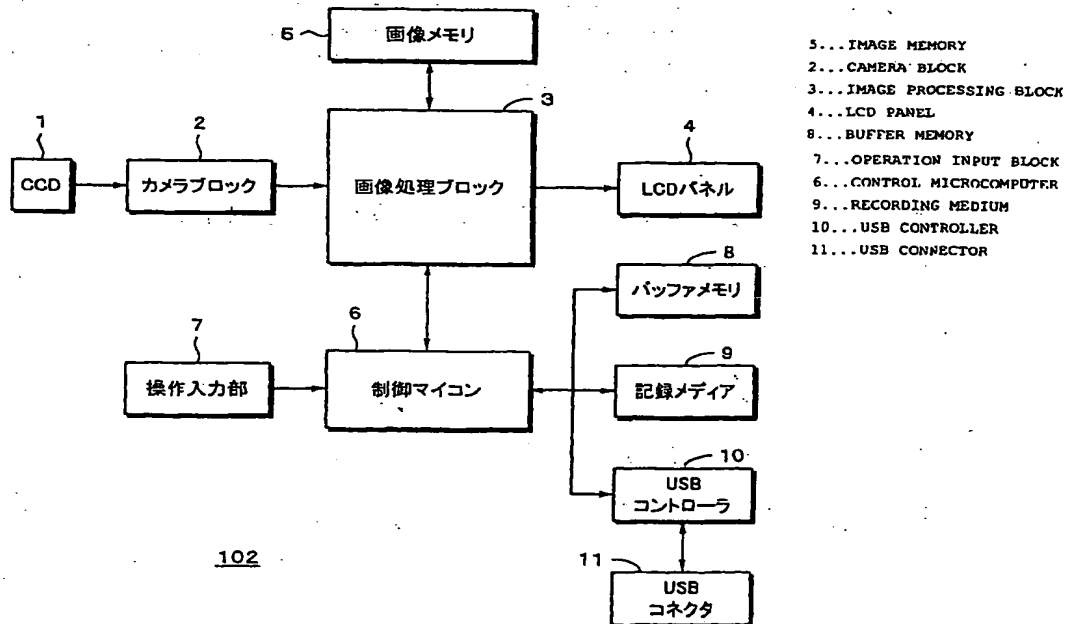 5
画像メモリ
5...IMAGE MEMORY
2...CAMERA BLOCK
3...IMAGE PROCESSING BLOCK
4...LCD PANEL
8...BUFFER MEMORY
7...OPERATION INPUT BLOCK
6...CONTROL MICROCOMPUTER
9...RECORDING MEDIUM
10...USB CONTROLLER
11...USB CONNECTOR
1
2
3
4
CCD
カメラブロック
画像処理ブロック
LCDパネル
8
バッファメモリ
7
6
9
操作入力部
制御マイコン
記録メディア
10
USB
コントローラ
102
11
USB
コネクタ